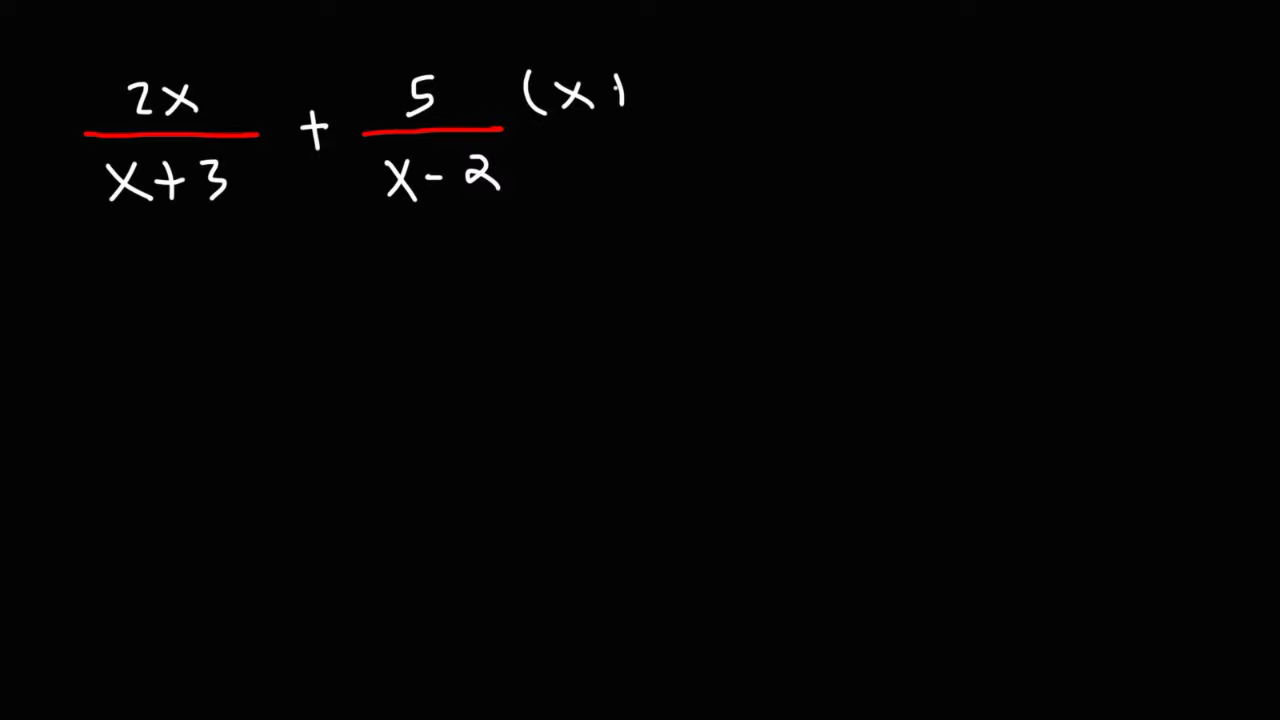 2x/(x+3) + 5/(x-2) (x